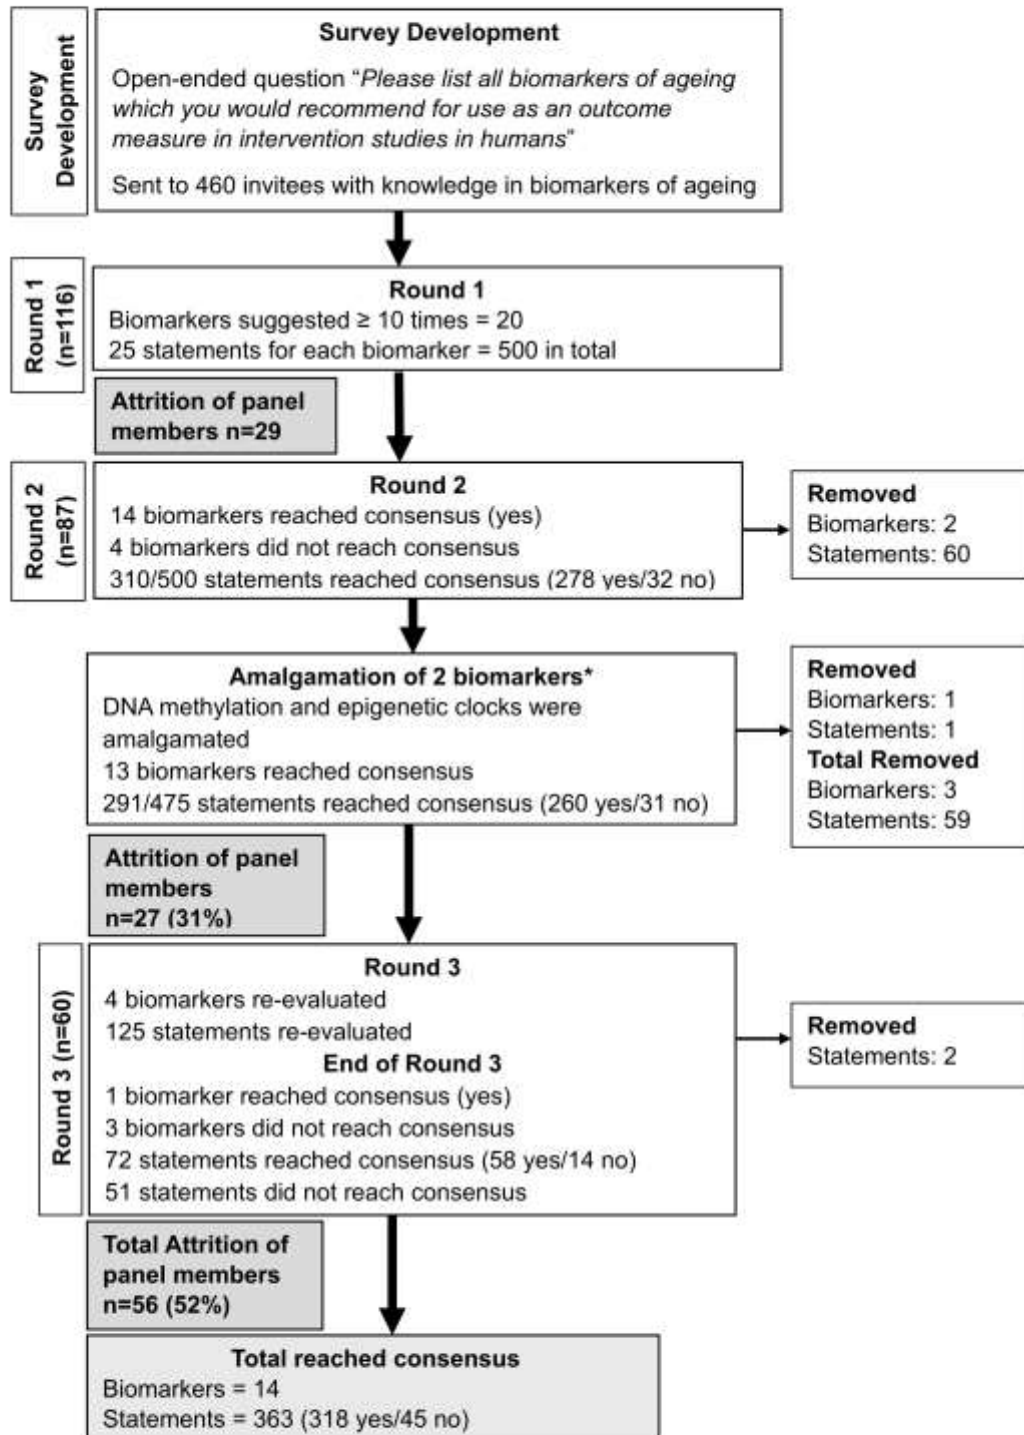 Survey
Development
Survey Development
Open-ended question “Please list all biomarkers of ageing
which you would recommend for use as an outcome
measure in intervention studies in humans”
Sent to 460 invitees with knowledge in biomarkers of ageing
Round 1
(n=116)
Round 1
Biomarkers suggested ≥ 10 times = 20
25 statements for each biomarker = 500 in total
Attrition of panel
members n=29
Round 2
(n=87)
Round 2
14 biomarkers reached consensus (yes)
4 biomarkers did not reach consensus
310/500 statements reached consensus (278 yes/32 no)
Removed
Biomarkers: 2
Statements: 60
Amalgamation of 2 biomarkers*
DNA methylation and epigenetic clocks were
amalgamated
13 biomarkers reached consensus
291/475 statements reached consensus (260 yes/31 no)
Removed
Biomarkers: 1
Statements: 1
Total Removed
Biomarkers: 3
Statements: 59
Attrition of panel
members
n=27 (31%)
Round 3 (n=60)
Round 3
4 biomarkers re-evaluated
125 statements re-evaluated
End of Round 3
1 biomarker reached consensus (yes)
3 biomarkers did not reach consensus
72 statements reached consensus (58 yes/14 no)
51 statements did not reach consensus
Removed
Statements: 2
Total Attrition of
panel members
n=56 (52%)
Total reached consensus
Biomarkers = 14
Statements = 363 (318 yes/45 no)